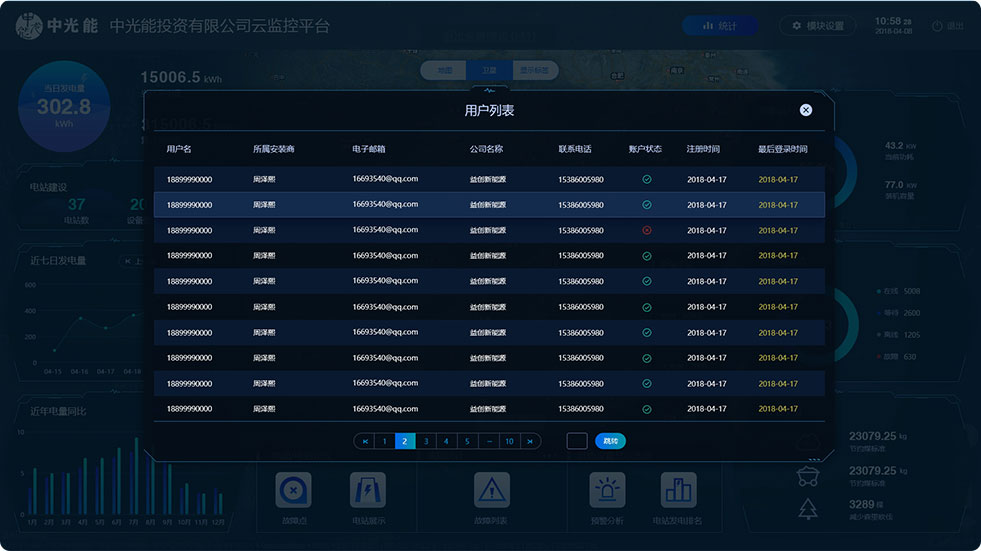 中光能 中光能投资有限公司云监控平台
统计
模块设置
10:58 28
2018-04-08
退出
地图 卫星 显示标签
当日发电量
302.8
kWh
15006.5 kWh
315006.5
43.2 KW
当前功耗
77.0 KW
装机容量
电站建设
37
电站数
20
设备
近七日发电量
上
600
400
200
0
04-15 04-16 04-17 04-18
在线 5008
等待 2600
离线 1205
故障 630
用户列表
用户名 所属安装商 电子邮箱 公司名称 联系电话 账户状态 注册时间 最后登录时间
18899990000 周泽熙 16693540@qq.com 益创新能源 15386005980 2018-04-17 2018-04-17
18899990000 周泽熙 16693540@qq.com 益创新能源 15386005980 2018-04-17 2018-04-17
18899990000 周泽熙 16693540@qq.com 益创新能源 15386005980 2018-04-17 2018-04-17
18899990000 周泽熙 16693540@qq.com 益创新能源 15386005980 2018-04-17 2018-04-17
18899990000 周泽熙 16693540@qq.com 益创新能源 15386005980 2018-04-17 2018-04-17
18899990000 周泽熙 16693540@qq.com 益创新能源 15386005980 2018-04-17 2018-04-17
18899990000 周泽熙 16693540@qq.com 益创新能源 15386005980 2018-04-17 2018-04-17
18899990000 周泽熙 16693540@qq.com 益创新能源 15386005980 2018-04-17 2018-04-17
18899990000 周泽熙 16693540@qq.com 益创新能源 15386005980 2018-04-17 2018-04-17
18899990000 周泽熙 16693540@qq.com 益创新能源 15386005980 2018-04-17 2018-04-17
1 2 3 4 5 ··· 10 跳转
近年电量同比
10
5
0
1月 2月 3月 4月 5月 6月 7月 8月 9月 10月 11月 12月
故障点 电站展示 故障列表 预警分析 电站发电排名
23079.25 kg
节约煤标准
23079.25 kg
节约煤标准
3289 棵
减少森里砍伐